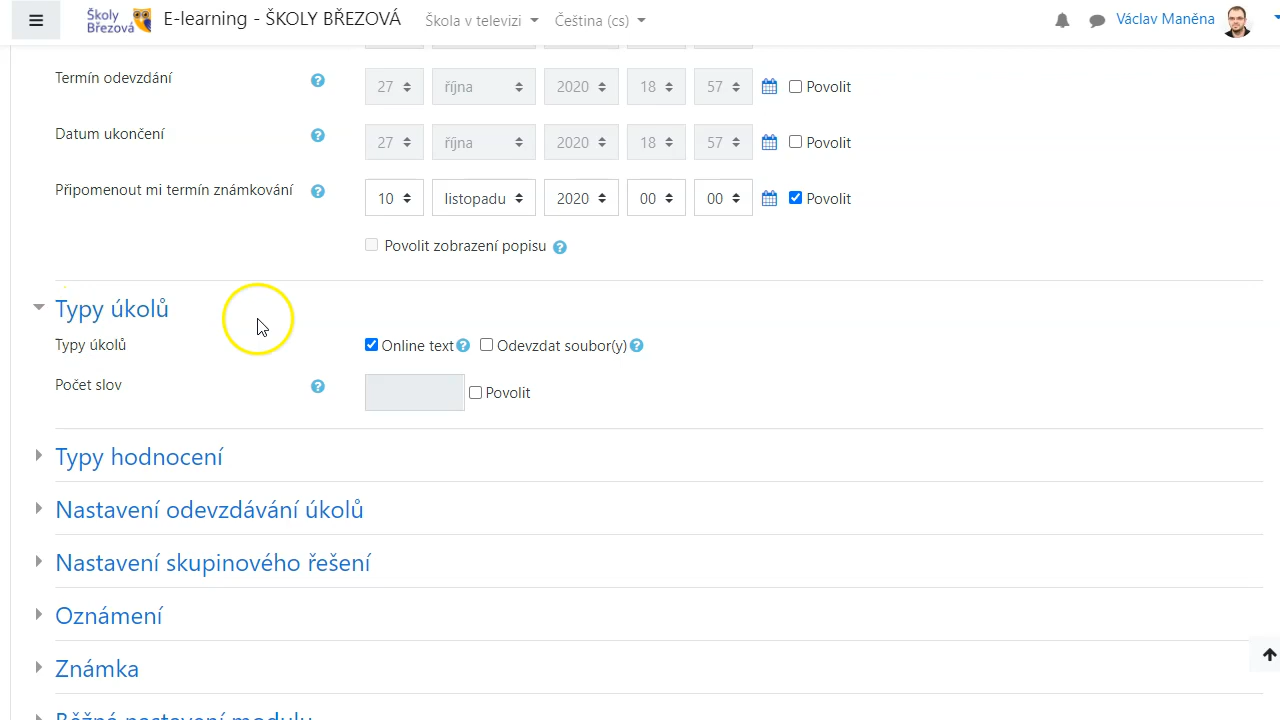 Školy Březová E-learning - ŠKOLY BŘEZOVÁ Škola v televizi Čeština (cs) Václav Maněna
Termín odevzdání 27 října 2020 18 57 Povolit
Datum ukončení 27 října 2020 18 57 Povolit
Připomenout mi termín známkování 10 listopadu 2020 00 00 Povolit
Povolit zobrazení popisu
Typy úkolů
Typy úkolů Online text Odevzdat soubor(y)
Počet slov Povolit
Typy hodnocení
Nastavení odevzdávání úkolů
Nastavení skupinového řešení
Oznámení
Známka
Běžná nastavení modulu